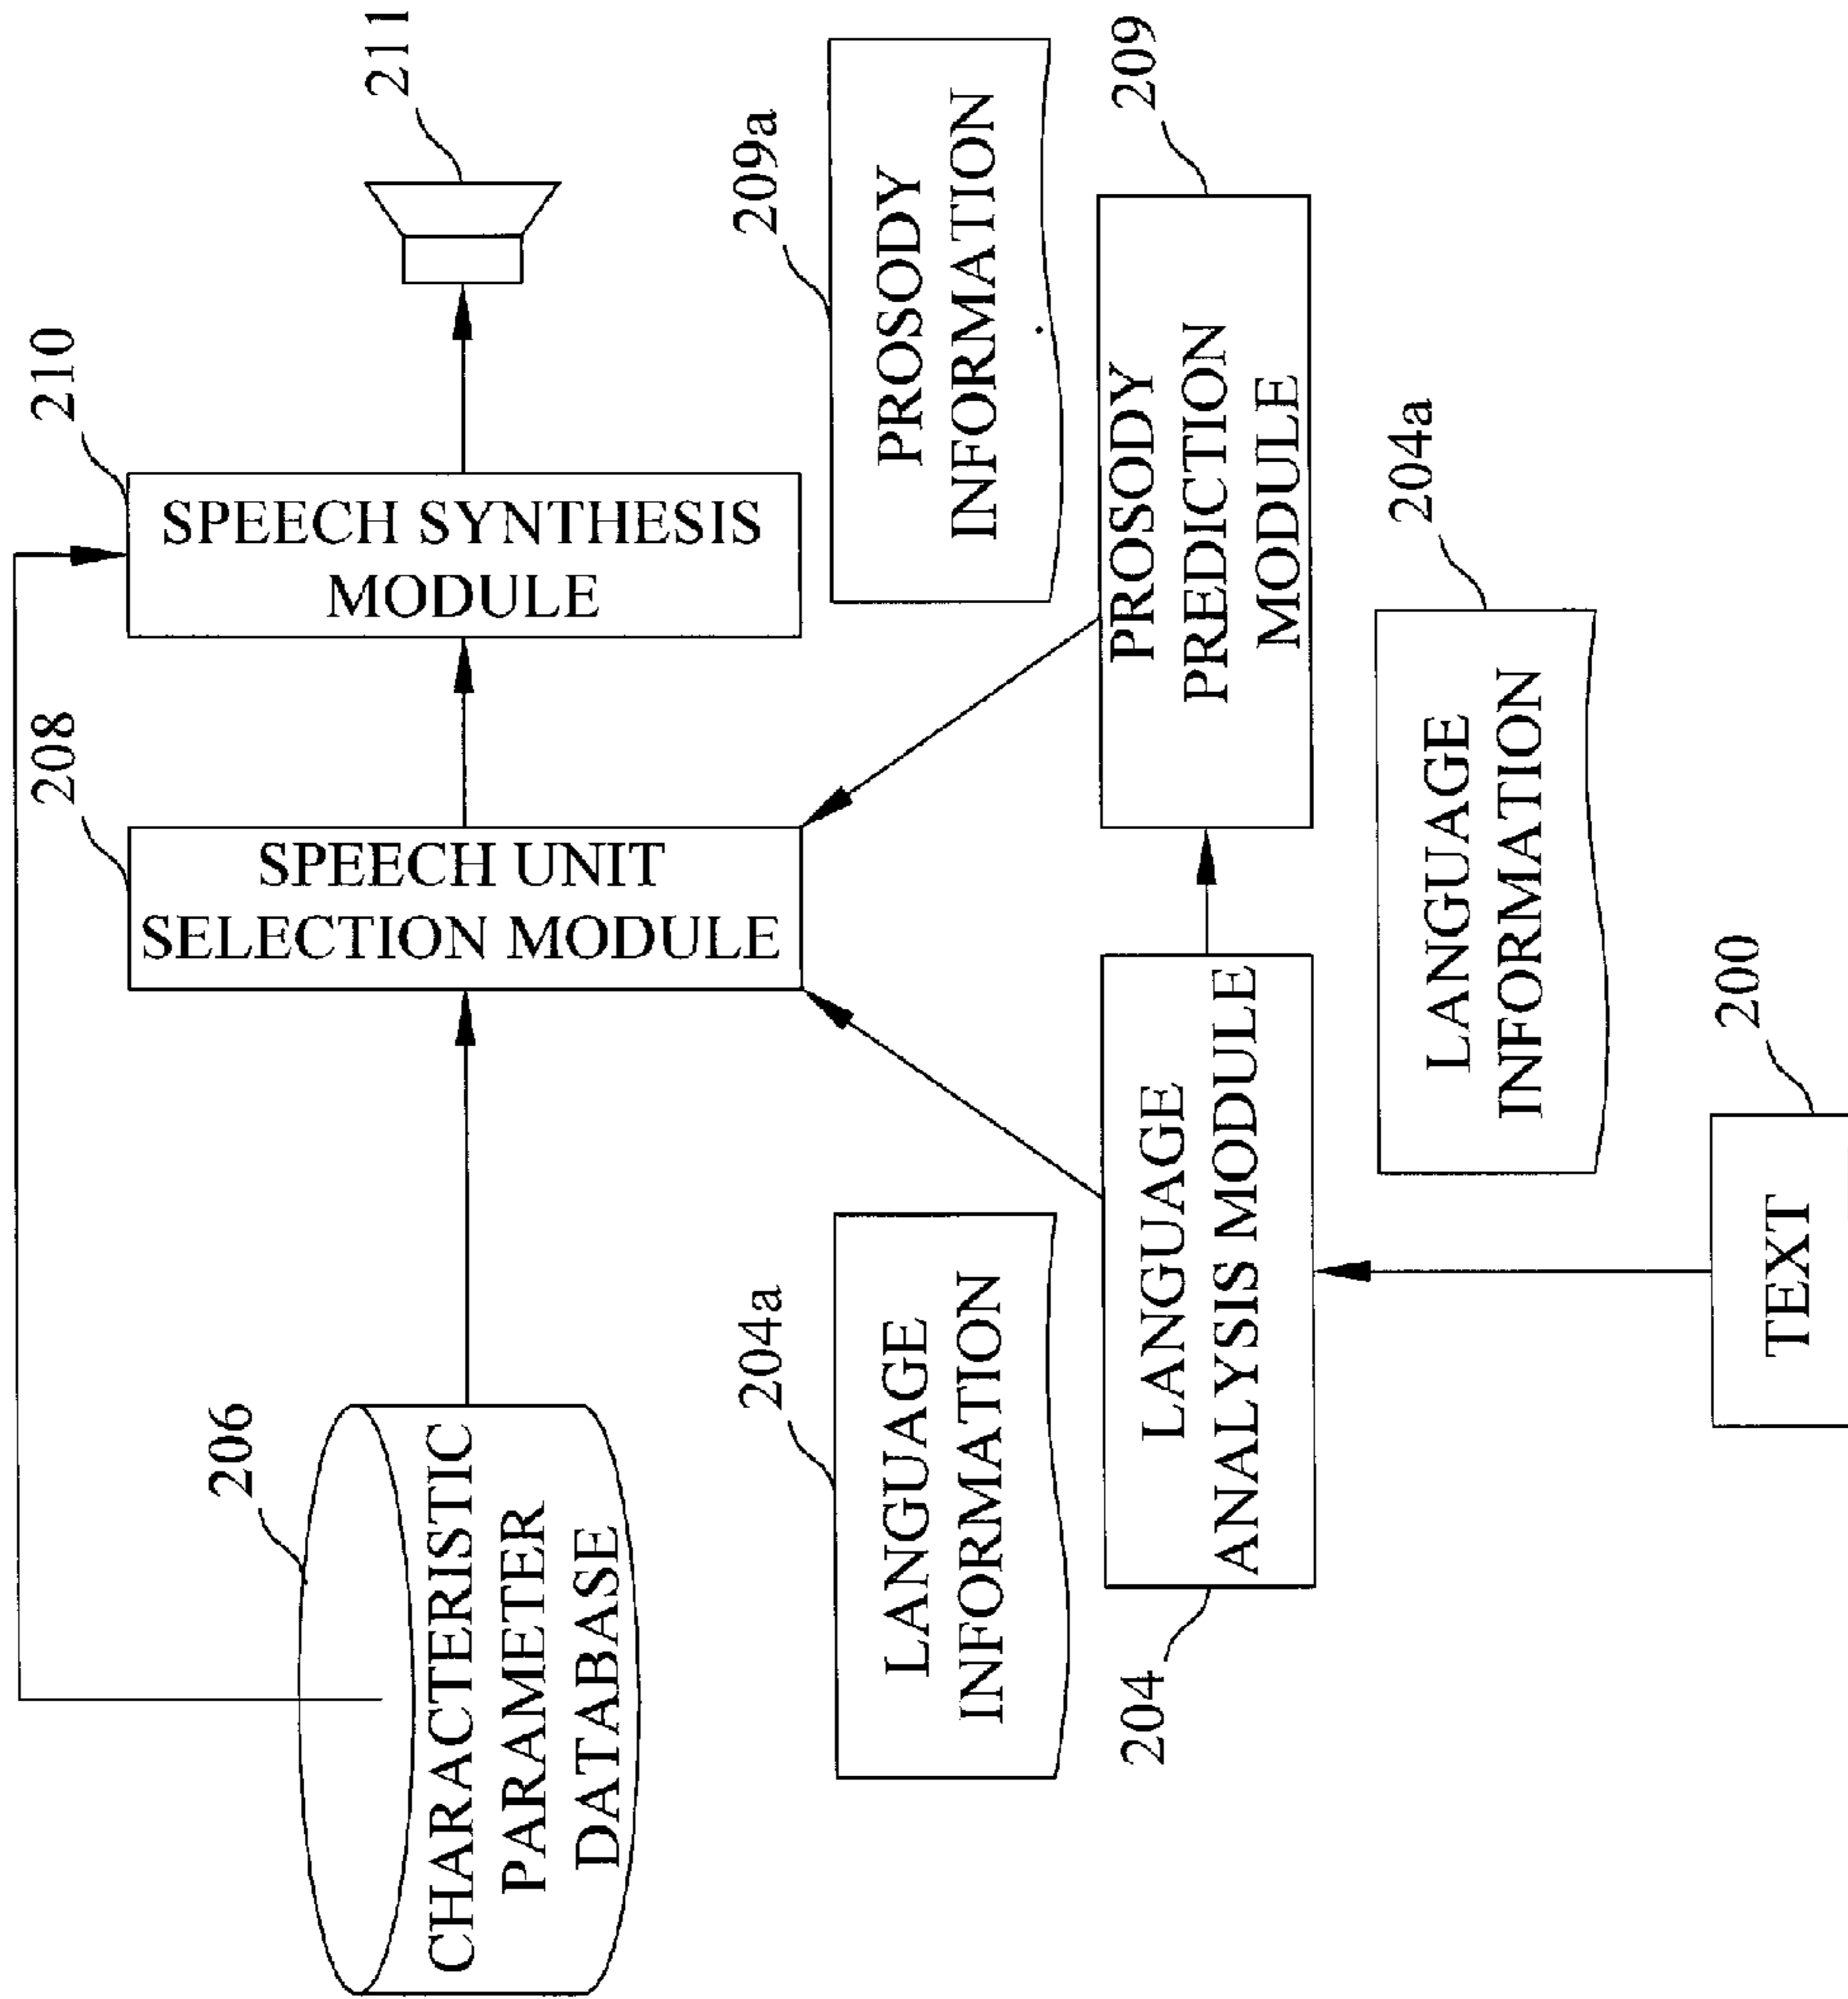 206
CHARACTERISTIC
PARAMETER
DATABASE
208
SPEECH UNIT
SELECTION MODULE
210
SPEECH SYNTHESIS
MODULE
211
204a
LANGUAGE
INFORMATION
209a
PROSODY
INFORMATION
204
LANGUAGE
ANALYSIS MODULE
PROSODY
PREDICTION
MODULE
209
204a
LANGUAGE
INFORMATION
TEXT
200